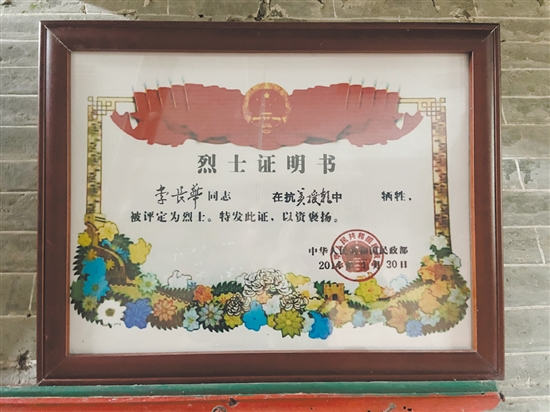 烈士证明书
李长华同志 在抗美援朝中 牺牲，
被评定为烈士。特发此证，以资褒扬。
中华人民共和国民政部
30日